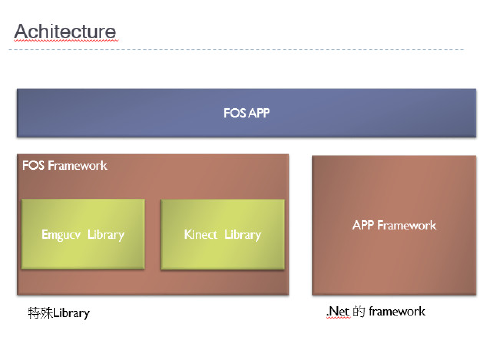 Achitecture
FOS APP
FOS Framework
Emgucv Library
Kinect Library
APP Framework
特殊Library
.Net 的 framework